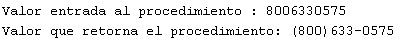 Valor entrada al procedimiento : 8006330575
Valor que retorna el procedimiento: (800)633-0575